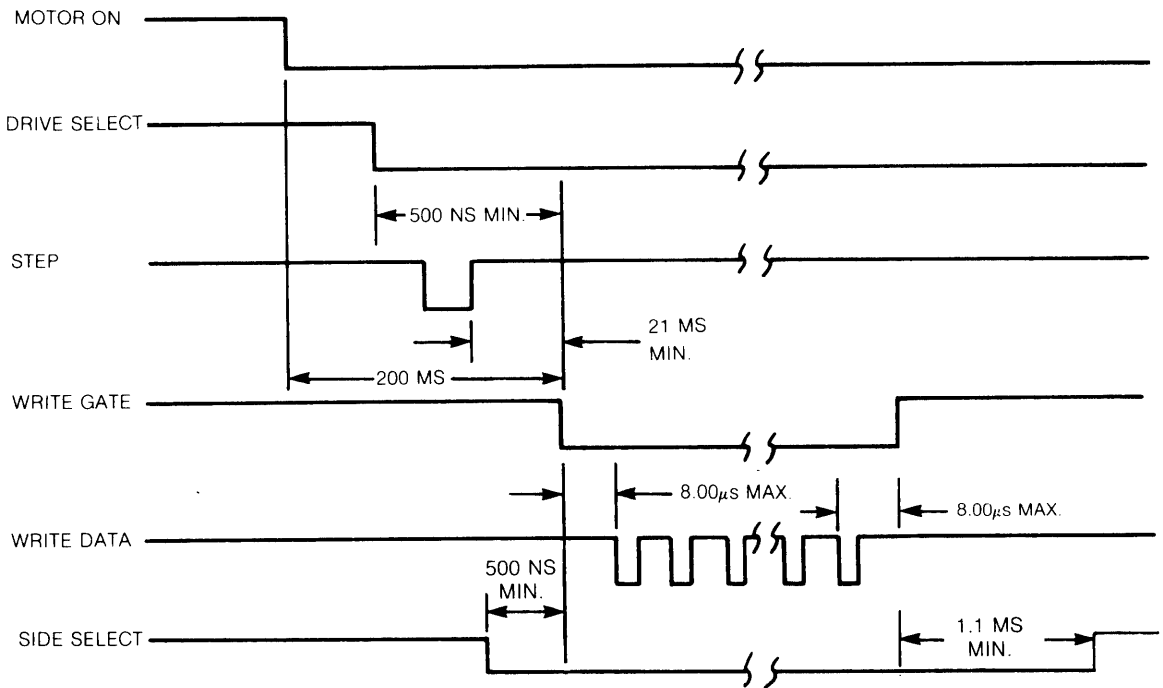 MOTOR ON
DRIVE SELECT
500 NS MIN.
STEP
21 MS
MIN.
200 MS
WRITE GATE
8.00µs MAX.
8.00µs MAX.
WRITE DATA
500 NS
MIN.
1.1 MS
MIN.
SIDE SELECT